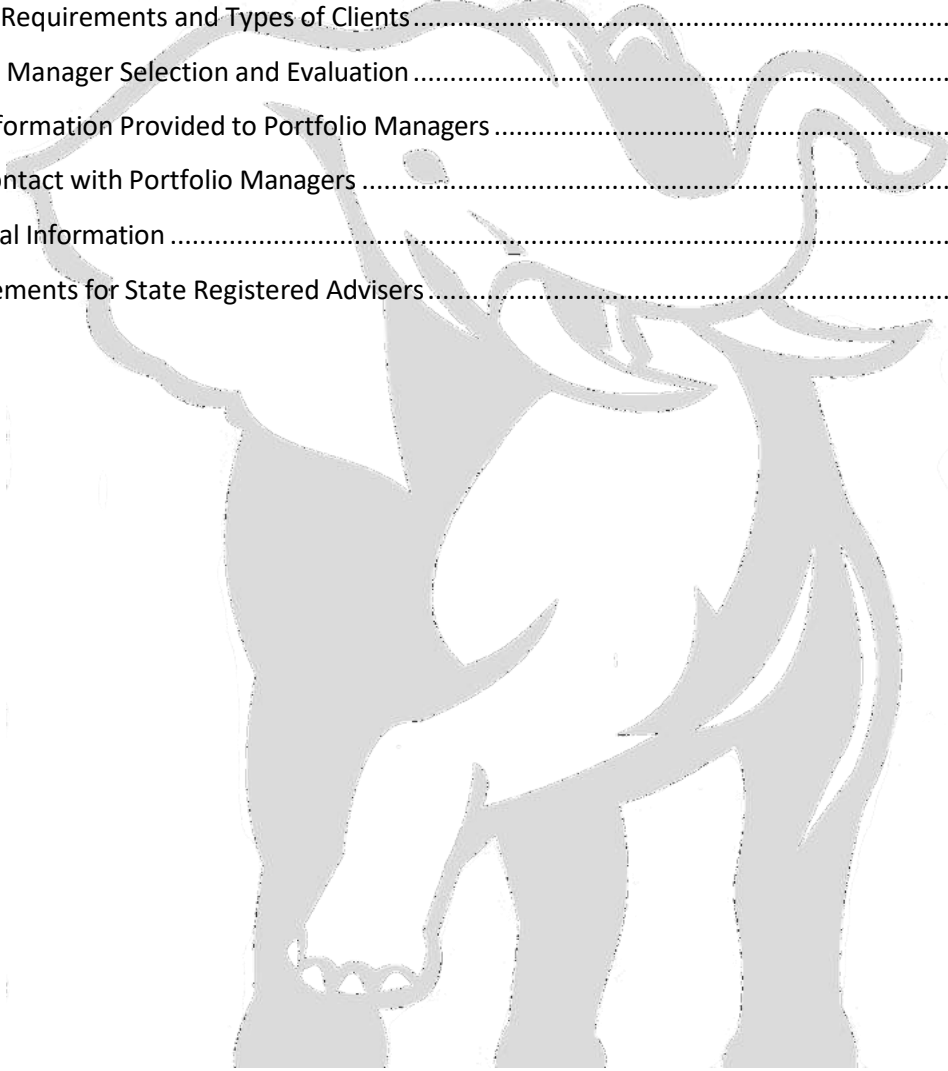 Requirements and Types of Clients
Manager Selection and Evaluation
formation Provided to Portfolio Managers
ontact with Portfolio Managers
al Information
ements for State Registered Advisers